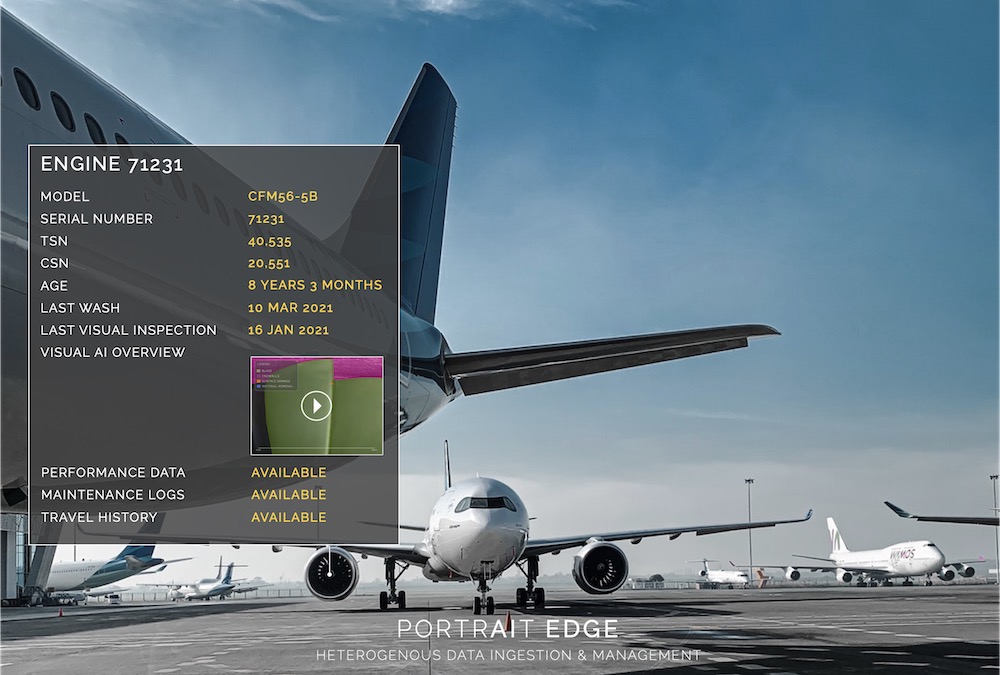 ENGINE 71231
MODEL CFM56-5B
SERIAL NUMBER 71231
TSN 40,535
CSN 20,551
AGE 8 YEARS 3 MONTHS
LAST WASH 10 MAR 2021
LAST VISUAL INSPECTION 16 JAN 2021
VISUAL AI OVERVIEW
PERFORMANCE DATA AVAILABLE
MAINTENANCE LOGS AVAILABLE
TRAVEL HISTORY AVAILABLE
WAMOS
PORTRAIT EDGE
HETEROGENOUS DATA INGESTION & MANAGEMENT